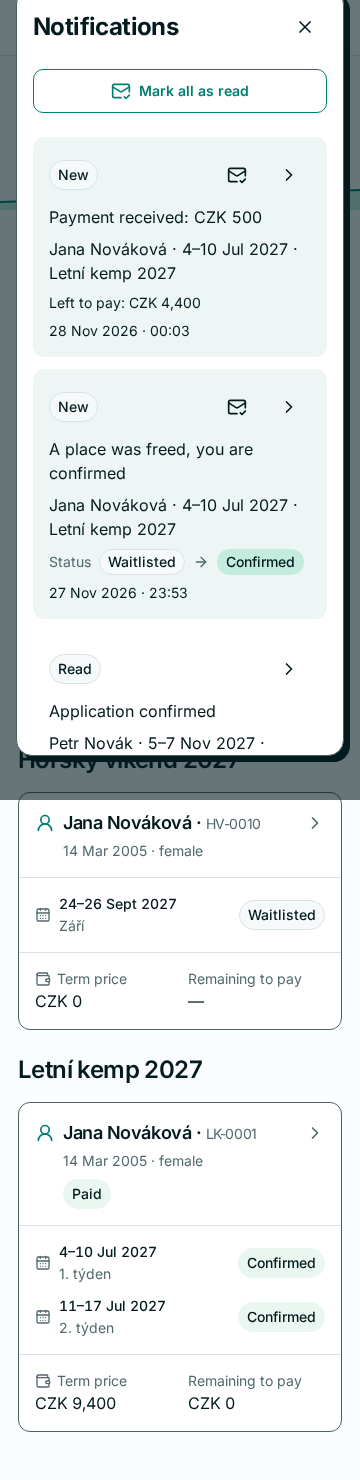 Notifications
Mark all as read
New
Payment received: CZK 500
Jana Nováková · 4–10 Jul 2027 ·
Letní kemp 2027
Left to pay: CZK 4,400
28 Nov 2026 · 00:03
New
A place was freed, you are
confirmed
Jana Nováková · 4–10 Jul 2027 ·
Letní kemp 2027
Status Waitlisted → Confirmed
27 Nov 2026 · 23:53
Read
Application confirmed
Petr Novák · 5–7 Nov 2027 ·
Horský víkend 2027
Jana Nováková · HV-0010
14 Mar 2005 · female
24–26 Sept 2027
Září
Waitlisted
Term price
Remaining to pay
CZK 0
—
Letní kemp 2027
Jana Nováková · LK-0001
14 Mar 2005 · female
Paid
4–10 Jul 2027
1. týden
Confirmed
11–17 Jul 2027
2. týden
Confirmed
Term price
Remaining to pay
CZK 9,400
CZK 0